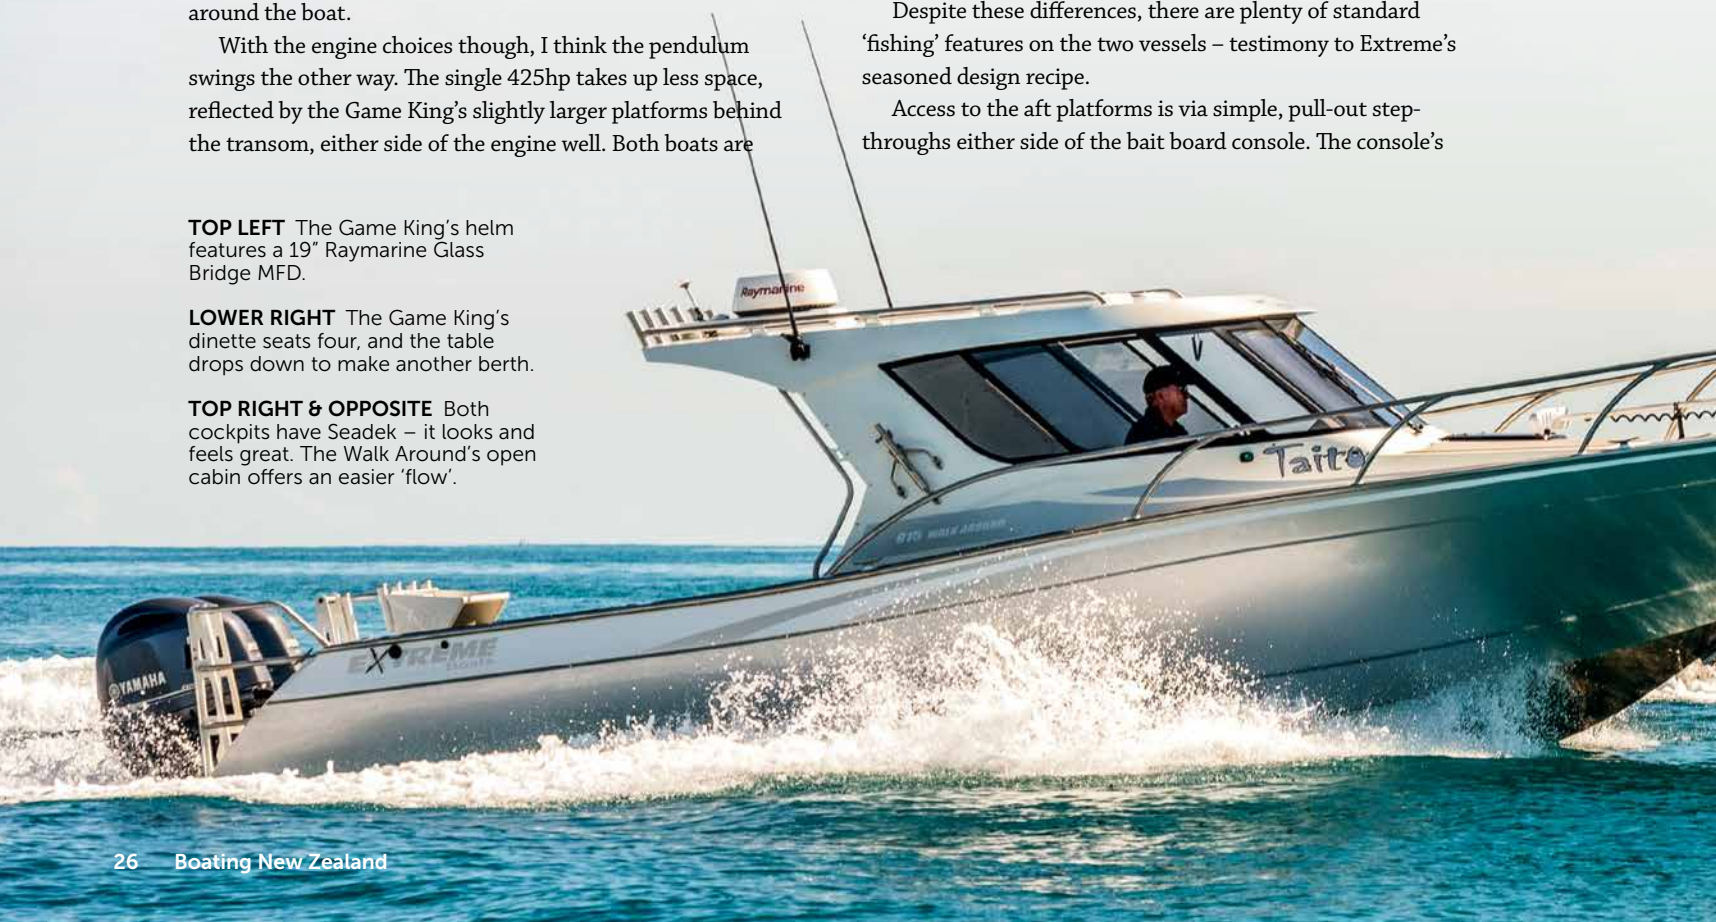 around the boat.
With the engine choices though, I think the pendulum
swings the other way. The single 425hp takes up less space,
reflected by the Game King’s slightly larger platforms behind
the transom, either side of the engine well. Both boats are
Despite these differences, there are plenty of standard
‘fishing’ features on the two vessels – testimony to Extreme’s
seasoned design recipe.
Access to the aft platforms is via simple, pull-out step-
throughs either side of the bait board console. The console’s
TOP LEFT The Game King’s helm
features a 19” Raymarine Glass
Bridge MFD.
LOWER RIGHT The Game King’s
dinette seats four, and the table
drops down to make another berth.
TOP RIGHT & OPPOSITE Both
cockpits have Seadek – it looks and
feels great. The Walk Around’s open
cabin offers an easier ‘flow’.
Raymarine
Taito
WALK AROUND
EXTREME
Boats
YAMAHA
26 Boating New Zealand